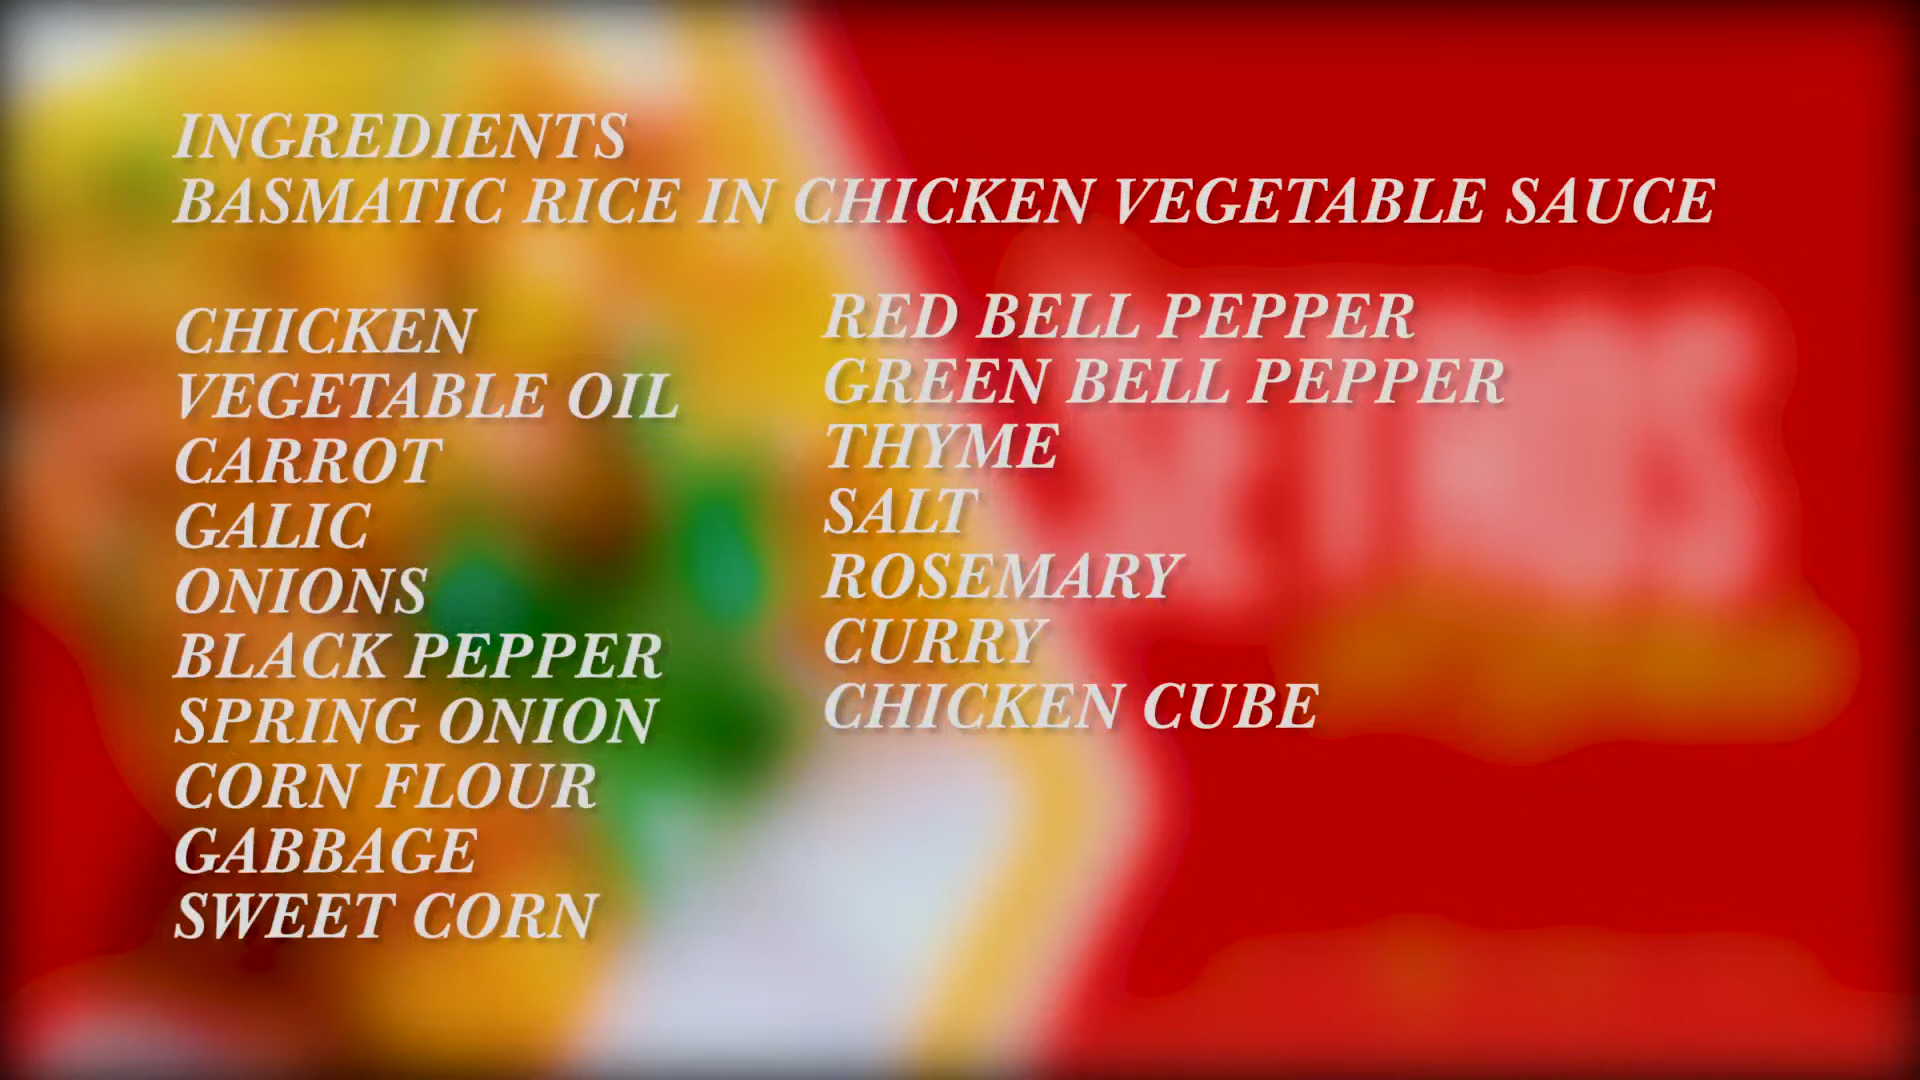 INGREDIENTS
BASMATIC RICE IN CHICKEN VEGETABLE SAUCE
CHICKEN
VEGETABLE OIL
CARROT
GALIC
ONIONS
BLACK PEPPER
SPRING ONION
CORN FLOUR
GABBAGE
SWEET CORN
RED BELL PEPPER
GREEN BELL PEPPER
THYME
SALT
ROSEMARY
CURRY
CHICKEN CUBE